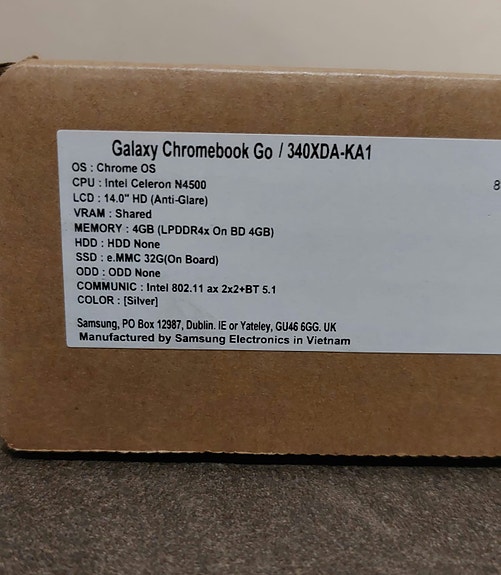 Galaxy Chromebook Go / 340XDA-KA1
OS : Chrome OS
CPU : Intel Celeron N4500
8
LCD : 14.0" HD (Anti-Glare)
VRAM : Shared
MEMORY : 4GB (LPDDR4x On BD 4GB)
HDD : HDD None
SSD : e.MMC 32G(On Board)
ODD : ODD None
COMMUNIC : Intel 802.11 ax 2x2+BT 5.1
COLOR : [Silver]
Samsung, PO Box 12987, Dublin. IE or Yateley, GU46 6GG. UK
Manufactured by Samsung Electronics in Vietnam